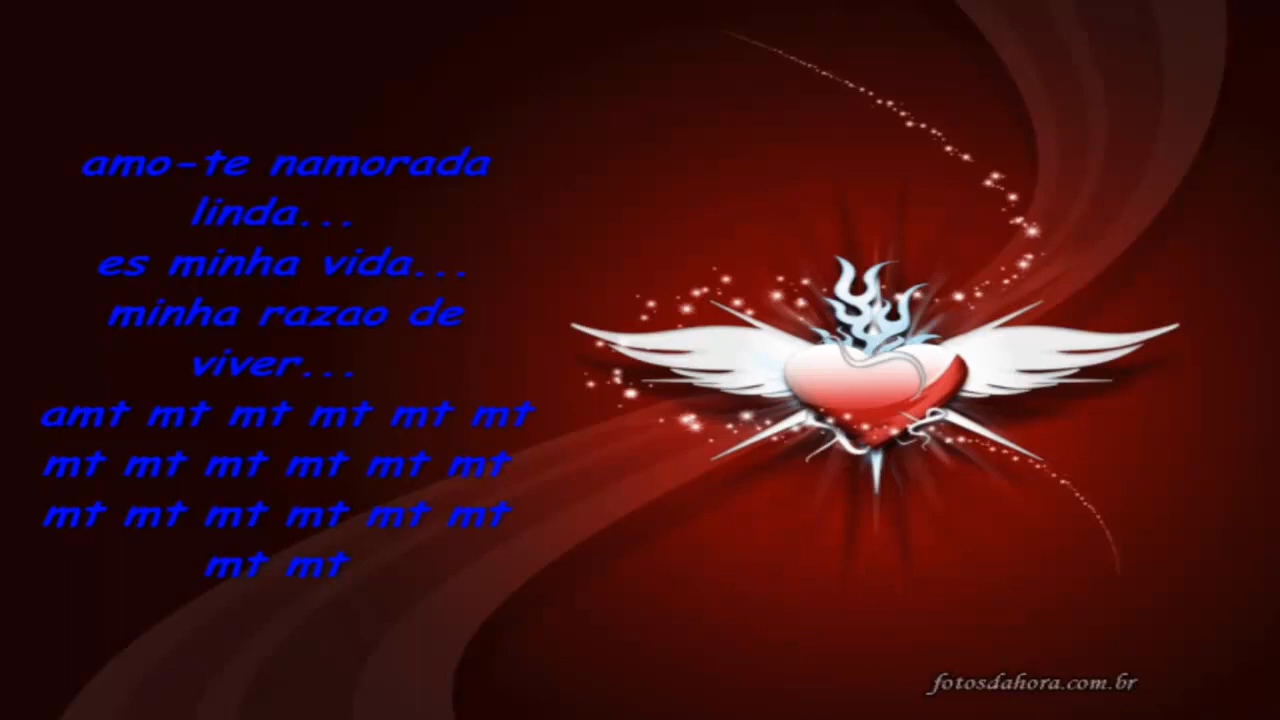 amo-te namorada
linda...
es minha vida...
minha razao de
viver...
amt mt mt mt mt mt
mt mt mt mt mt mt
mt mt mt mt mt mt
mt mt
fotosdahora.com.br